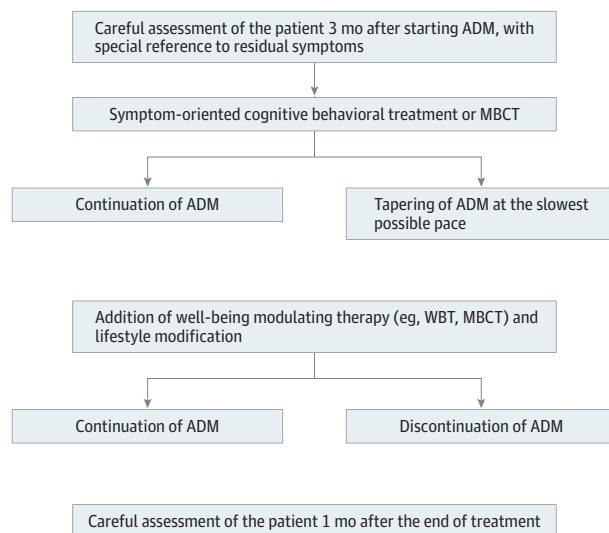 Careful assessment of the patient 3 mo after starting ADM, with
special reference to residual symptoms
Symptom-oriented cognitive behavioral treatment or MBCT
Continuation of ADM
Tapering of ADM at the slowest
possible pace
Addition of well-being modulating therapy (eg, WBT, MBCT) and
lifestyle modification
Continuation of ADM
Discontinuation of ADM
Careful assessment of the patient 1 mo after the end of treatment